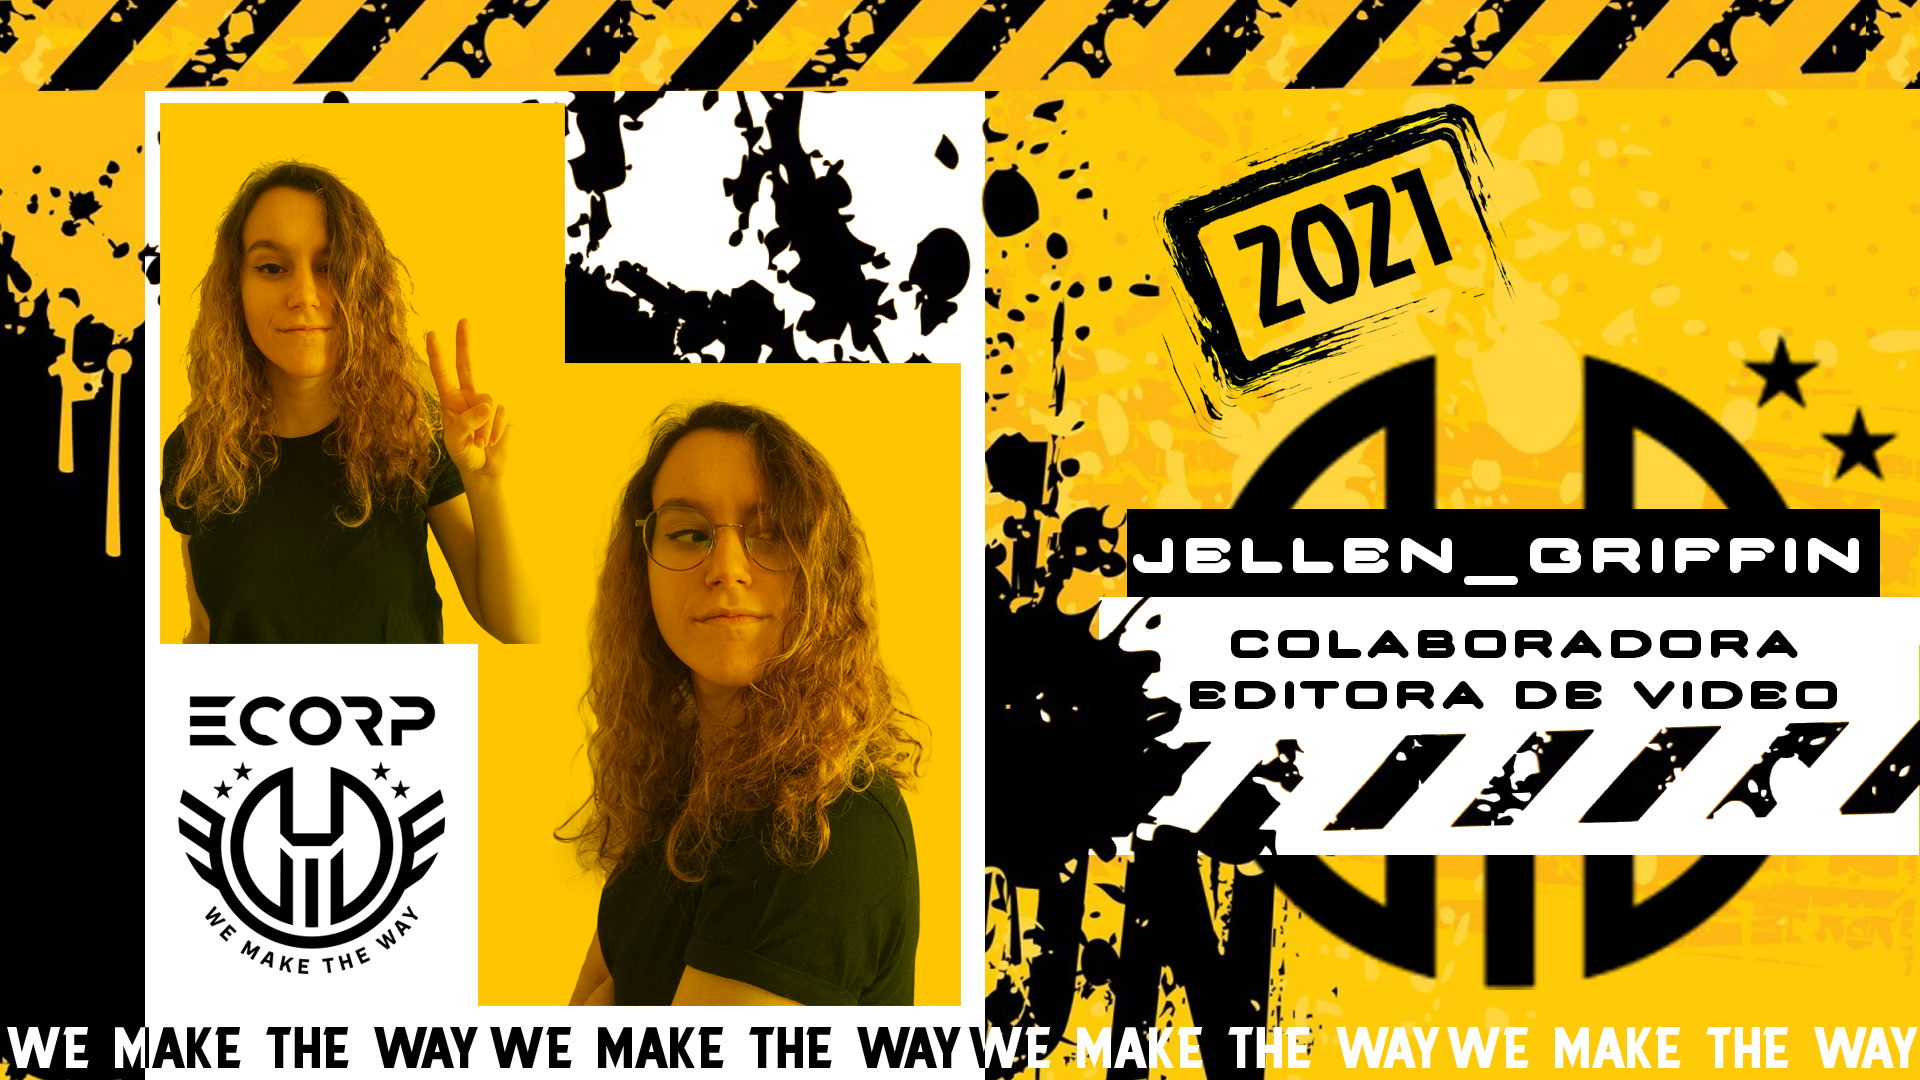 2021
JELLEN_GRIFFIN
COLABORADORA
EDITORA DE VIDEO
ECORP
WE MAKE THE WAY
WE MAKE THE WAY WE MAKE THE WAY WE MAKE THE WAY WE MAKE THE WAY